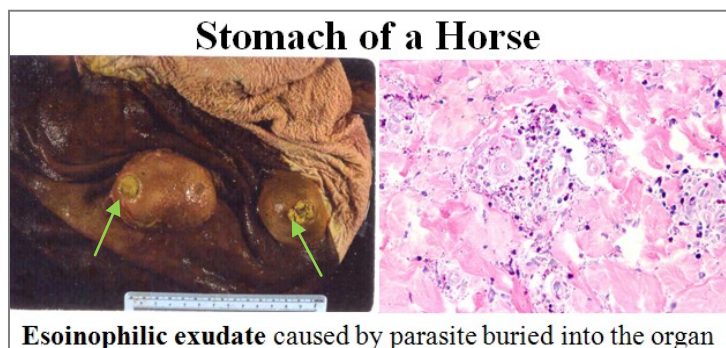 Stomach of a Horse
Esoinophilic exudate caused by parasite buried into the organ